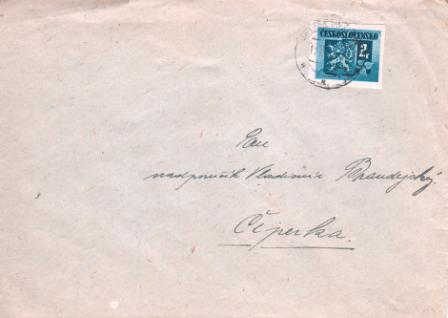 ČESKOSLOVENSKO
2
Pan
nadporučík Vladimír Brandejský
Čiperka.